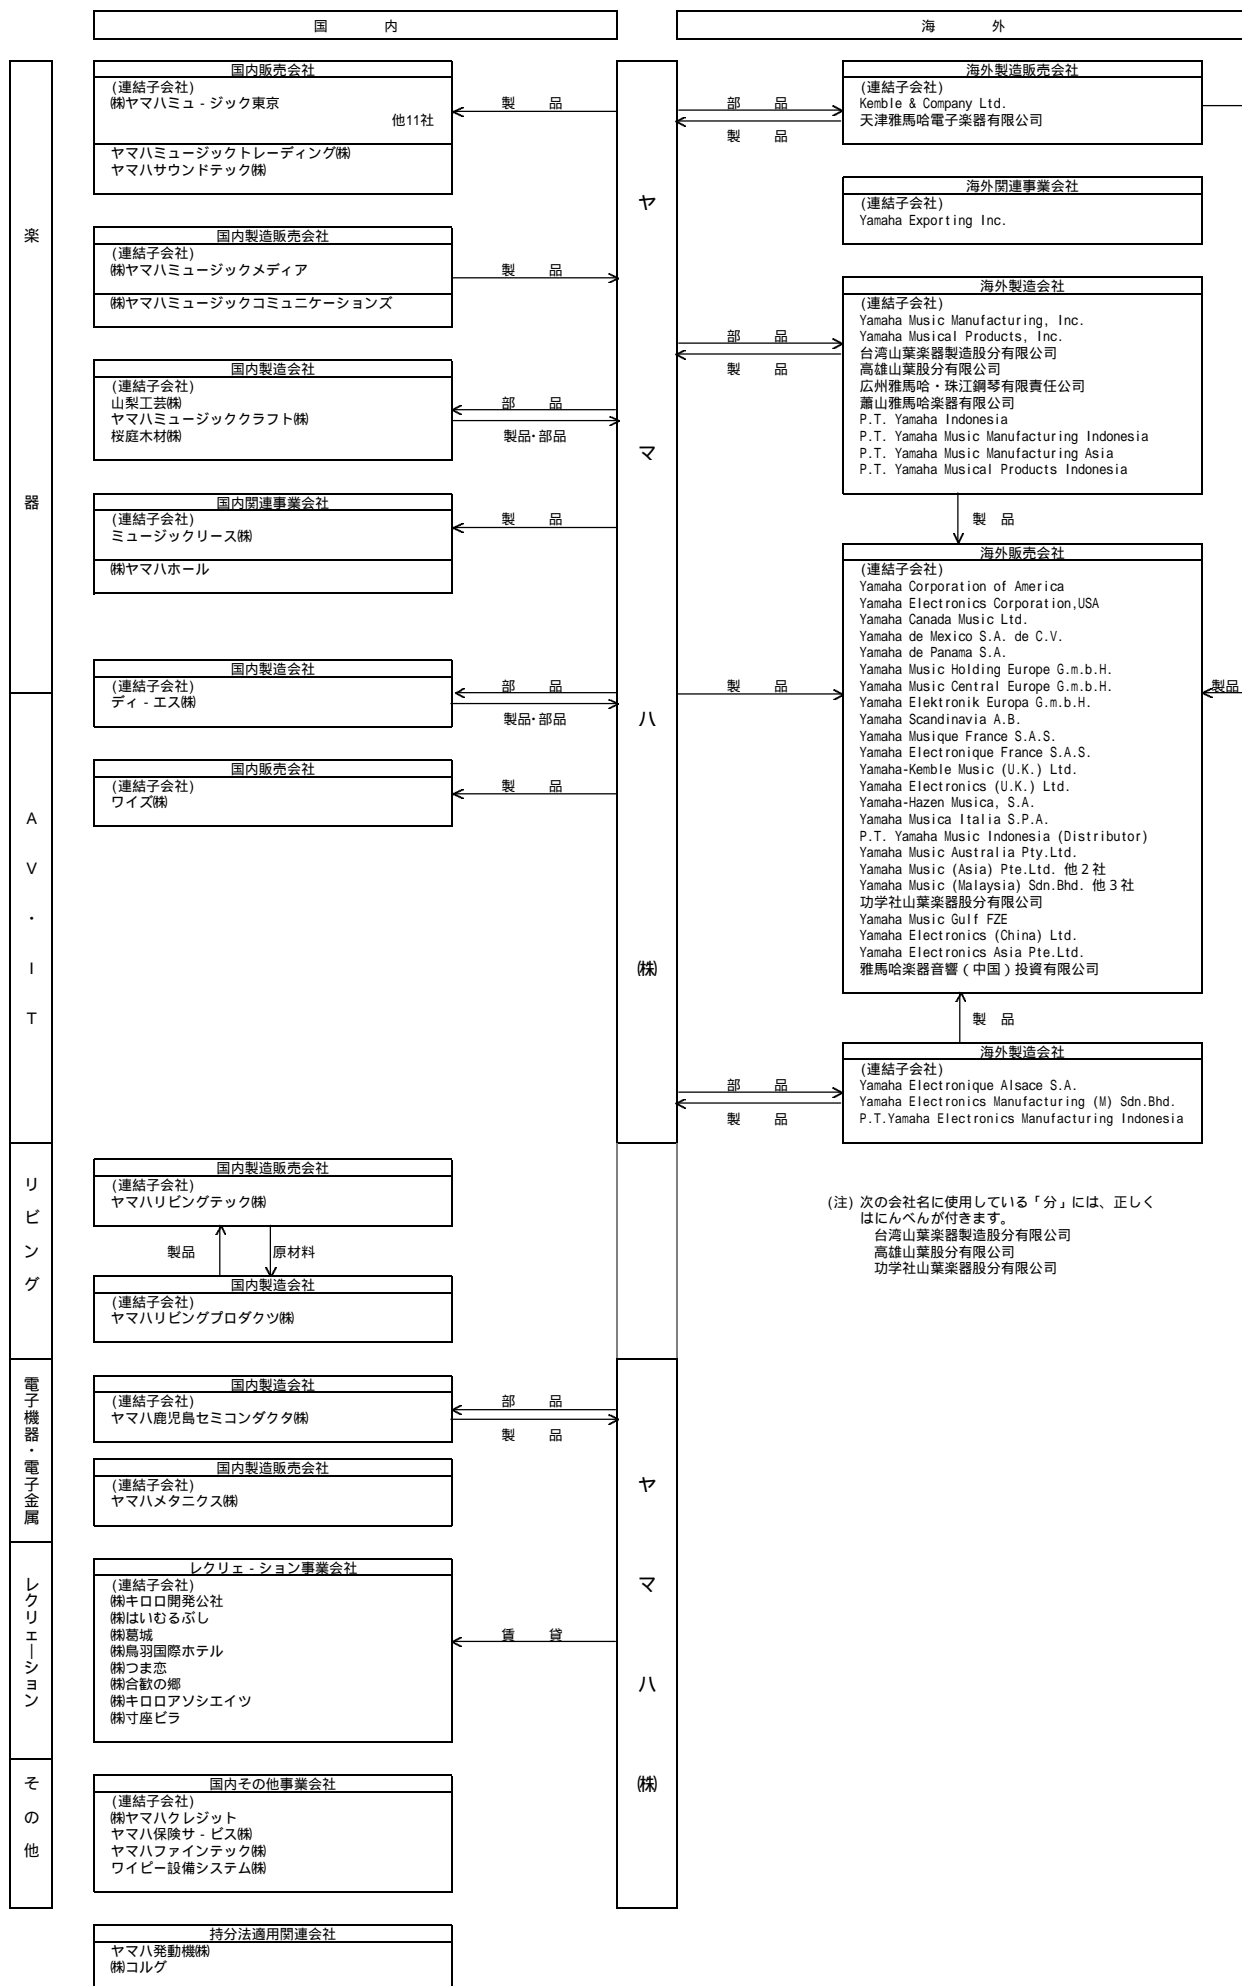 国 内
海 外
楽 器
国内販売会社
(連結子会社)
㈱ヤマハミュ-ジック東京
他11社
ヤマハミュージックトレーディング㈱
ヤマハサウンドテック㈱
製 品
国内製造販売会社
(連結子会社)
㈱ヤマハミュージックメディア
㈱ヤマハミュージックコミュニケーションズ
製 品
国内製造会社
(連結子会社)
山梨工芸㈱
ヤマハミュージッククラフト㈱
桜庭木材㈱
部 品
製品・部品
国内関連事業会社
(連結子会社)
ミュージックリース㈱
㈱ヤマハホール
製 品
ヤ マ ハ ㈱
海外製造販売会社
(連結子会社)
Kemble & Company Ltd.
天津雅馬哈電子楽器有限公司
部 品
製 品
海外関連事業会社
(連結子会社)
Yamaha Exporting Inc.
海外製造会社
(連結子会社)
Yamaha Music Manufacturing, Inc.
Yamaha Musical Products, Inc.
台湾山葉楽器製造股分有限公司
高雄山葉股分有限公司
広州雅馬哈・珠江鋼琴有限責任公司
蕭山雅馬哈楽器有限公司
P.T. Yamaha Indonesia
P.T. Yamaha Music Manufacturing Indonesia
P.T. Yamaha Music Manufacturing Asia
P.T. Yamaha Musical Products Indonesia
部 品
製 品
製 品
海外販売会社
(連結子会社)
Yamaha Corporation of America
Yamaha Electronics Corporation,USA
Yamaha Canada Music Ltd.
Yamaha de Mexico S.A. de C.V.
Yamaha de Panama S.A.
Yamaha Music Holding Europe G.m.b.H.
Yamaha Music Central Europe G.m.b.H.
Yamaha Elektronik Europa G.m.b.H.
Yamaha Scandinavia A.B.
Yamaha Musique France S.A.S.
Yamaha Electronique France S.A.S.
Yamaha-Kemble Music (U.K.) Ltd.
Yamaha Electronics (U.K.) Ltd.
Yamaha-Hazen Musica, S.A.
Yamaha Musica Italia S.P.A.
P.T. Yamaha Music Indonesia (Distributor)
Yamaha Music Australia Pty.Ltd.
Yamaha Music (Asia) Pte.Ltd. 他2社
Yamaha Music (Malaysia) Sdn.Bhd. 他3社
功学社山葉楽器股分有限公司
Yamaha Music Gulf FZE
Yamaha Electronics (China) Ltd.
Yamaha Electronics Asia Pte.Ltd.
雅馬哈楽器音響(中国)投資有限公司
製 品
製品
AV・IT
国内製造会社
(連結子会社)
ディ-エス㈱
部 品
製品・部品
国内販売会社
(連結子会社)
ワイズ㈱
製 品
製 品
海外製造会社
(連結子会社)
Yamaha Electronique Alsace S.A.
Yamaha Electronics Manufacturing (M) Sdn.Bhd.
P.T.Yamaha Electronics Manufacturing Indonesia
部 品
製 品
リビング
国内製造販売会社
(連結子会社)
ヤマハリビングテック㈱
製品
原材料
国内製造会社
(連結子会社)
ヤマハリビングプロダクツ㈱
(注) 次の会社名に使用している「分」には、正しく
はにんべんが付きます。
台湾山葉楽器製造股分有限公司
高雄山葉股分有限公司
功学社山葉楽器股分有限公司
電子機器・電子金属
国内製造会社
(連結子会社)
ヤマハ鹿児島セミコンダクタ㈱
部 品
製 品
国内製造販売会社
(連結子会社)
ヤマハメタニクス㈱
ヤ マ ハ ㈱
レクリェーション
レクリェ-ション事業会社
(連結子会社)
㈱キロロ開発公社
㈱はいむるぶし
㈱葛城
㈱鳥羽国際ホテル
㈱つま恋
㈱合歓の郷
㈱キロロアソシエイツ
㈱寸座ビラ
賃 貸
その他
国内その他事業会社
(連結子会社)
㈱ヤマハクレジット
ヤマハ保険サ-ビス㈱
ヤマハファインテック㈱
ワイピー設備システム㈱
持分法適用関連会社
ヤマハ発動機㈱
㈱コルグ